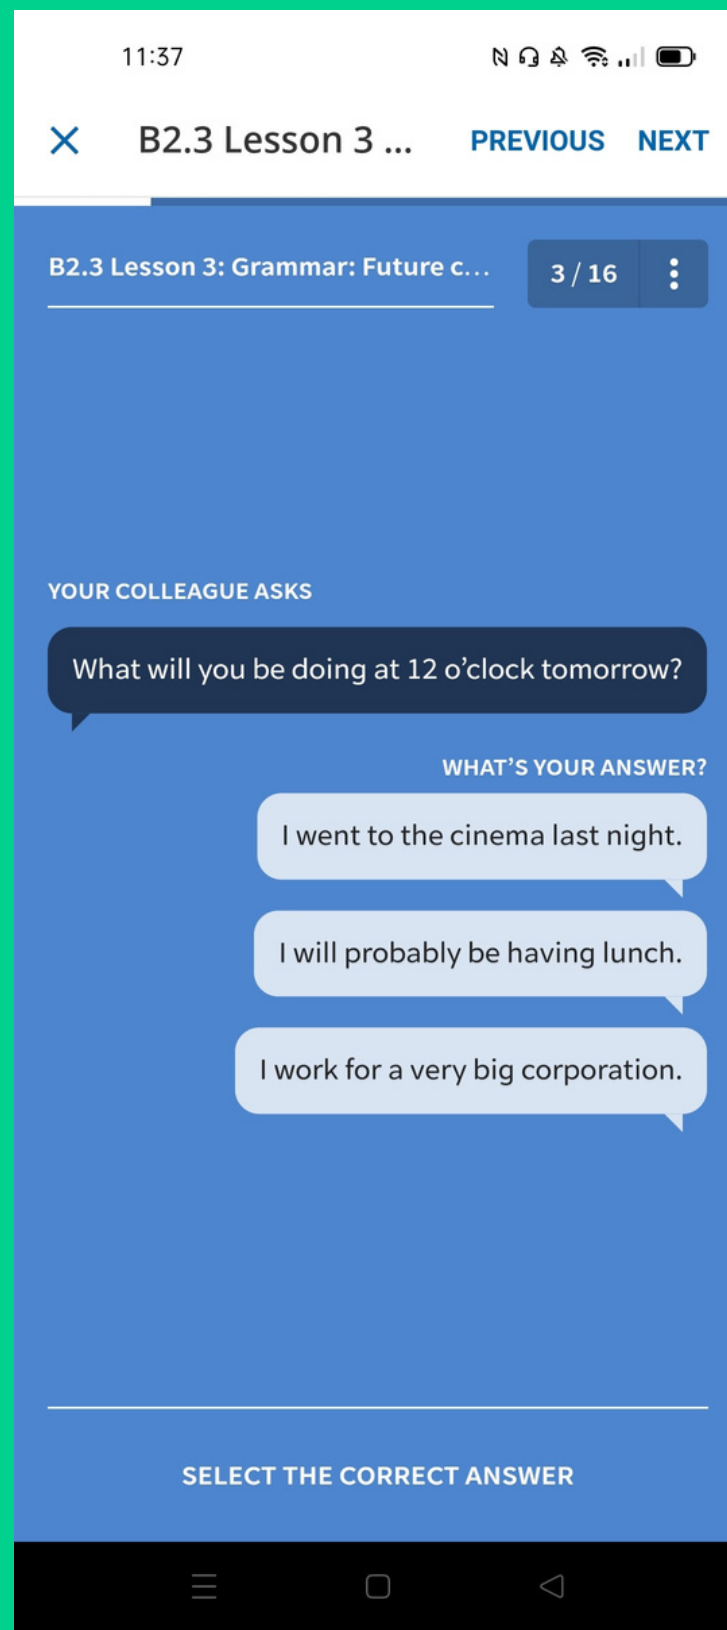 11:37
B2.3 Lesson 3 ...
PREVIOUS
NEXT
B2.3 Lesson 3: Grammar: Future c...
3 / 16
YOUR COLLEAGUE ASKS
What will you be doing at 12 o’clock tomorrow?
WHAT’S YOUR ANSWER?
I went to the cinema last night.
I will probably be having lunch.
I work for a very big corporation.
SELECT THE CORRECT ANSWER